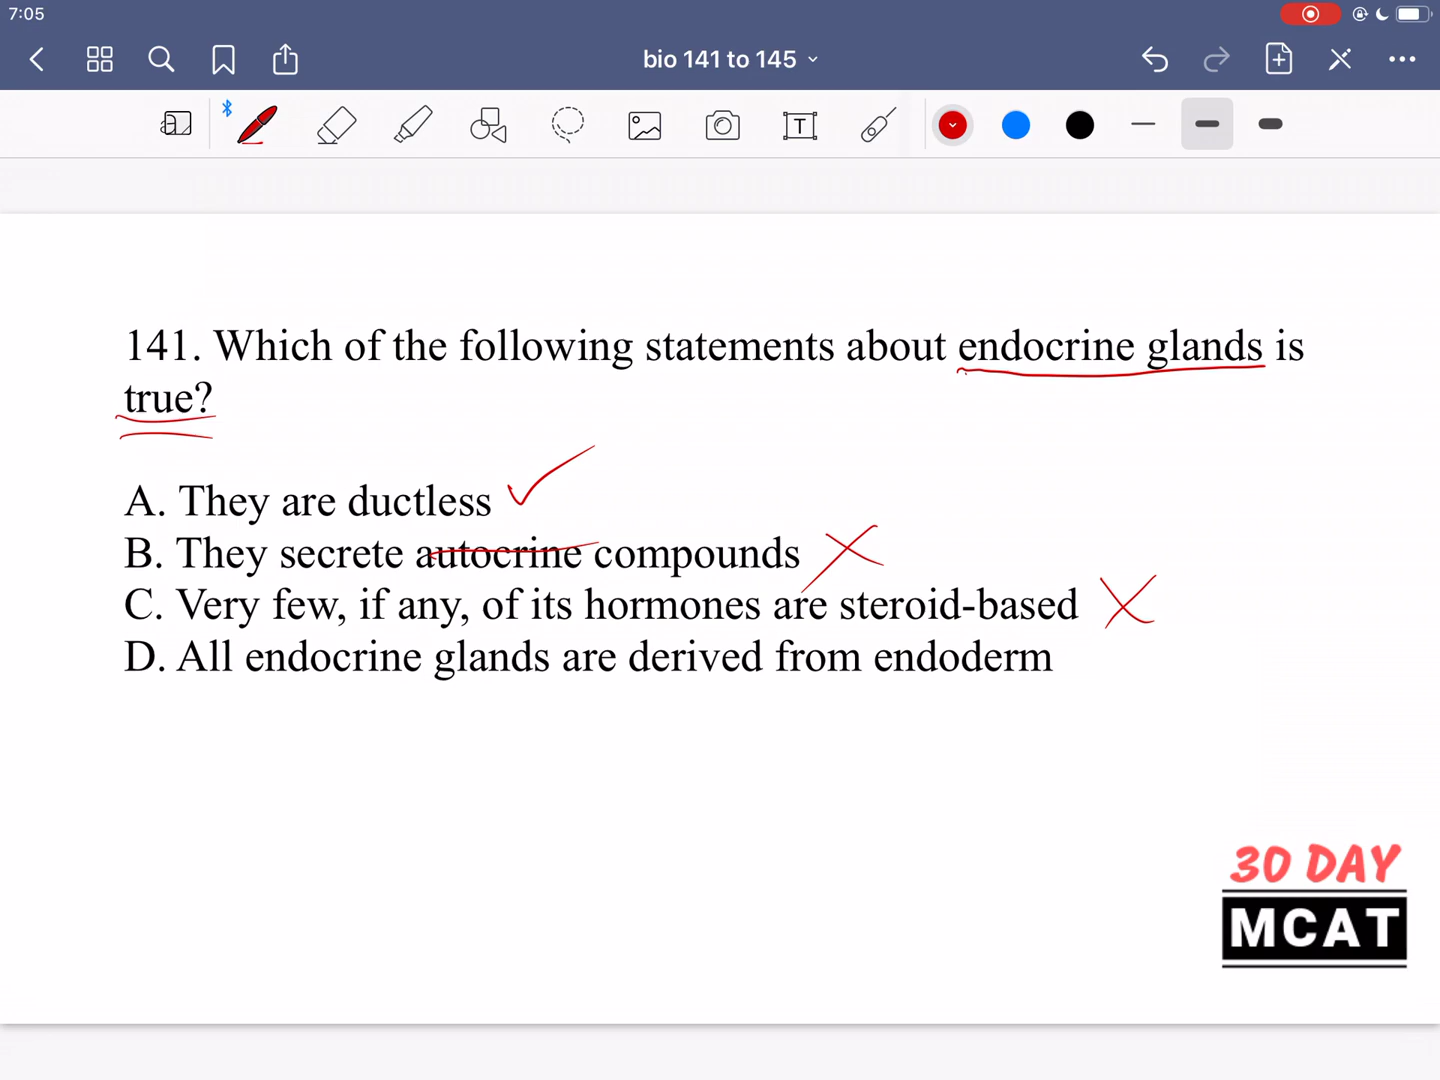 7:05
bio 141 to 145
a
T
141. Which of the following statements about endocrine glands is
true?
A. They are ductless
B. They secrete autocrine compounds
C. Very few, if any, of its hormones are steroid-based
D. All endocrine glands are derived from endoderm
30 DAY
MCAT